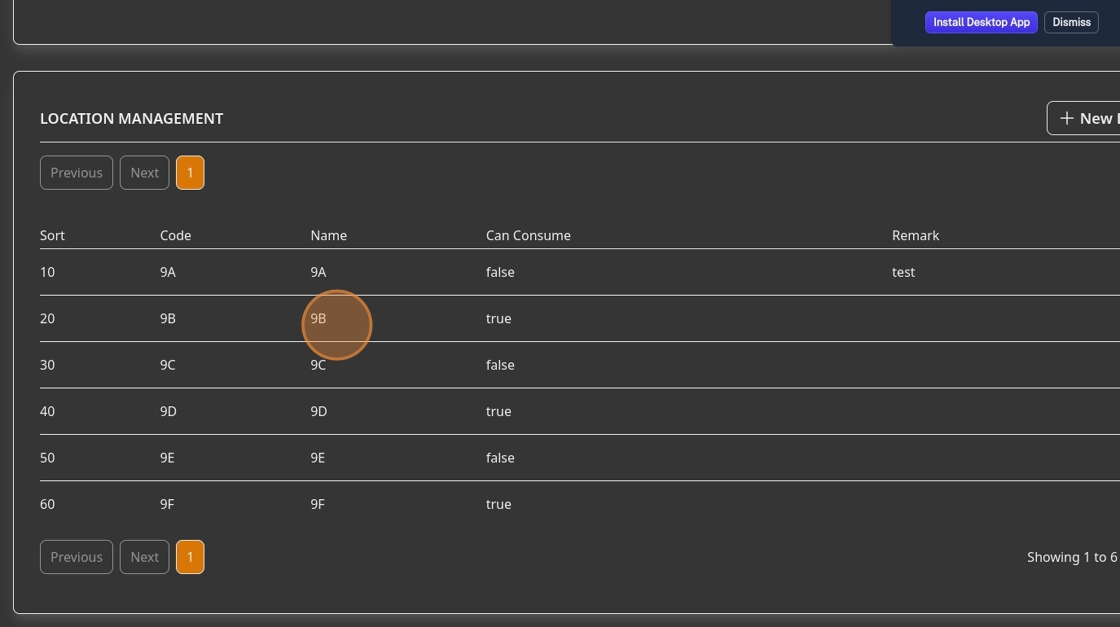 Install Desktop App Dismiss
LOCATION MANAGEMENT + New
Previous Next 1
Sort Code Name Can Consume Remark
10 9A 9A false test
20 9B 9B true
30 9C 9C false
40 9D 9D true
50 9E 9E false
60 9F 9F true
Previous Next 1 Showing 1 to 6